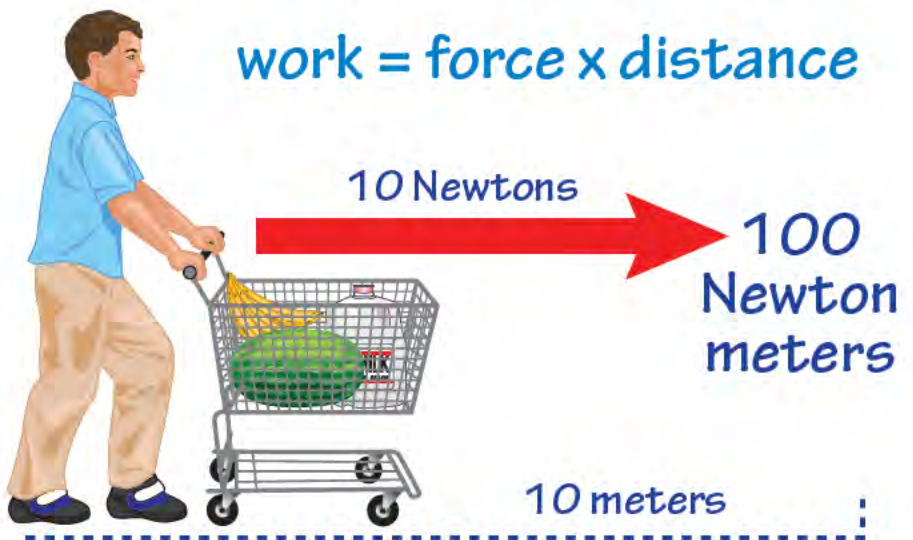 work = force x distance
10 Newtons
100
Newton
meters
10 meters